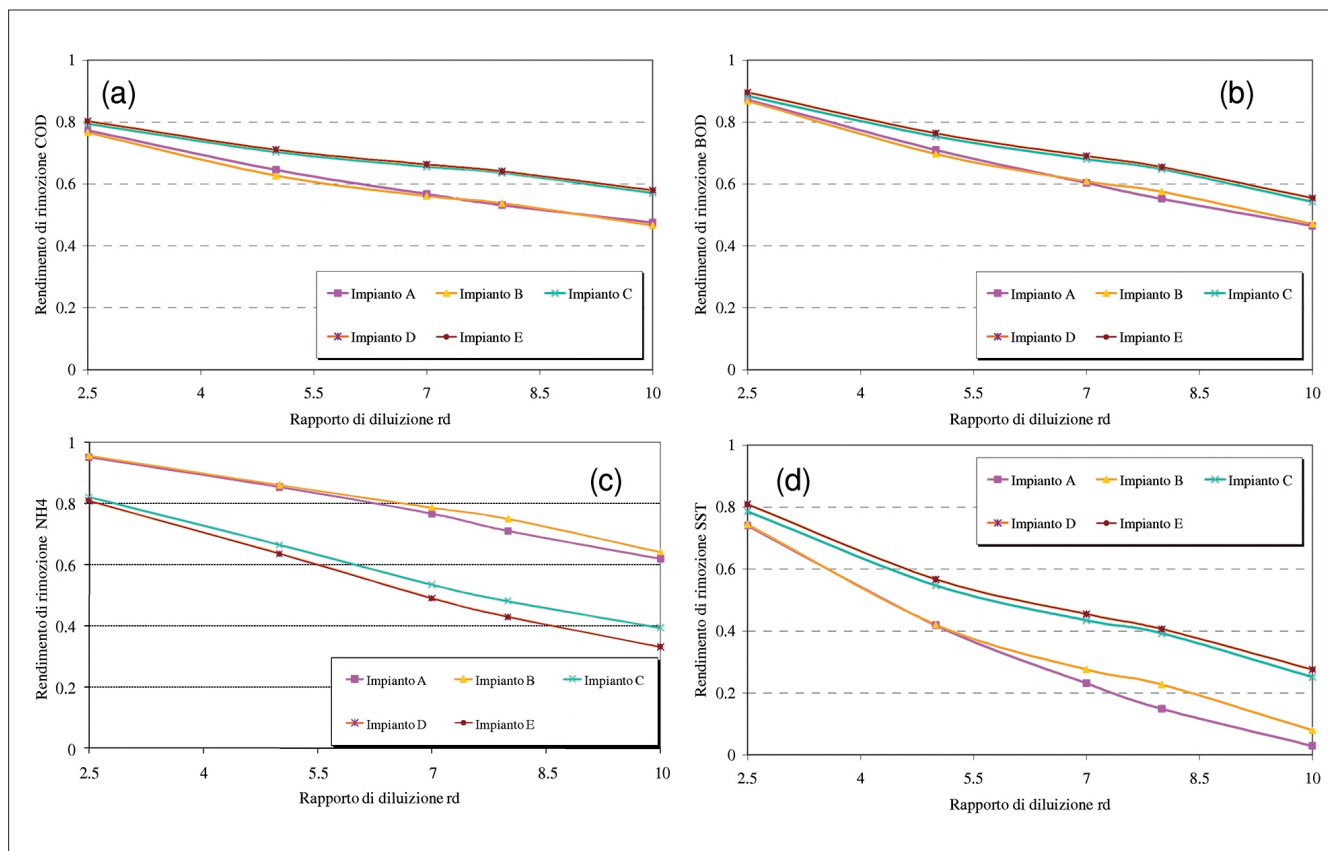 (a)
Rendimento di rimozione COD
1
0.8
0.6
0.4
0.2
0
Impianto A Impianto B Impianto C
Impianto D Impianto E
2.5 4 5.5 7 8.5 10
Rapporto di diluizione rd
(b)
Rendimento di rimozione BOD
1
0.8
0.6
0.4
0.2
0
Impianto A Impianto B Impianto C
Impianto D Impianto E
2.5 4 5.5 7 8.5 10
Rapporto di diluizione rd
(c)
Rendimento di rimozione NH4
1
0.8
0.6
0.4
0.2
0
Impianto A Impianto B Impianto C
Impianto D Impianto E
2.5 4 5.5 7 8.5 10
Rapporto di diluizione rd
(d)
Rendimento di rimozione SST
1
0.8
0.6
0.4
0.2
0
Impianto A Impianto B Impianto C
Impianto D Impianto E
2.5 4 5.5 7 8.5 10
Rapporto di diluizione rd